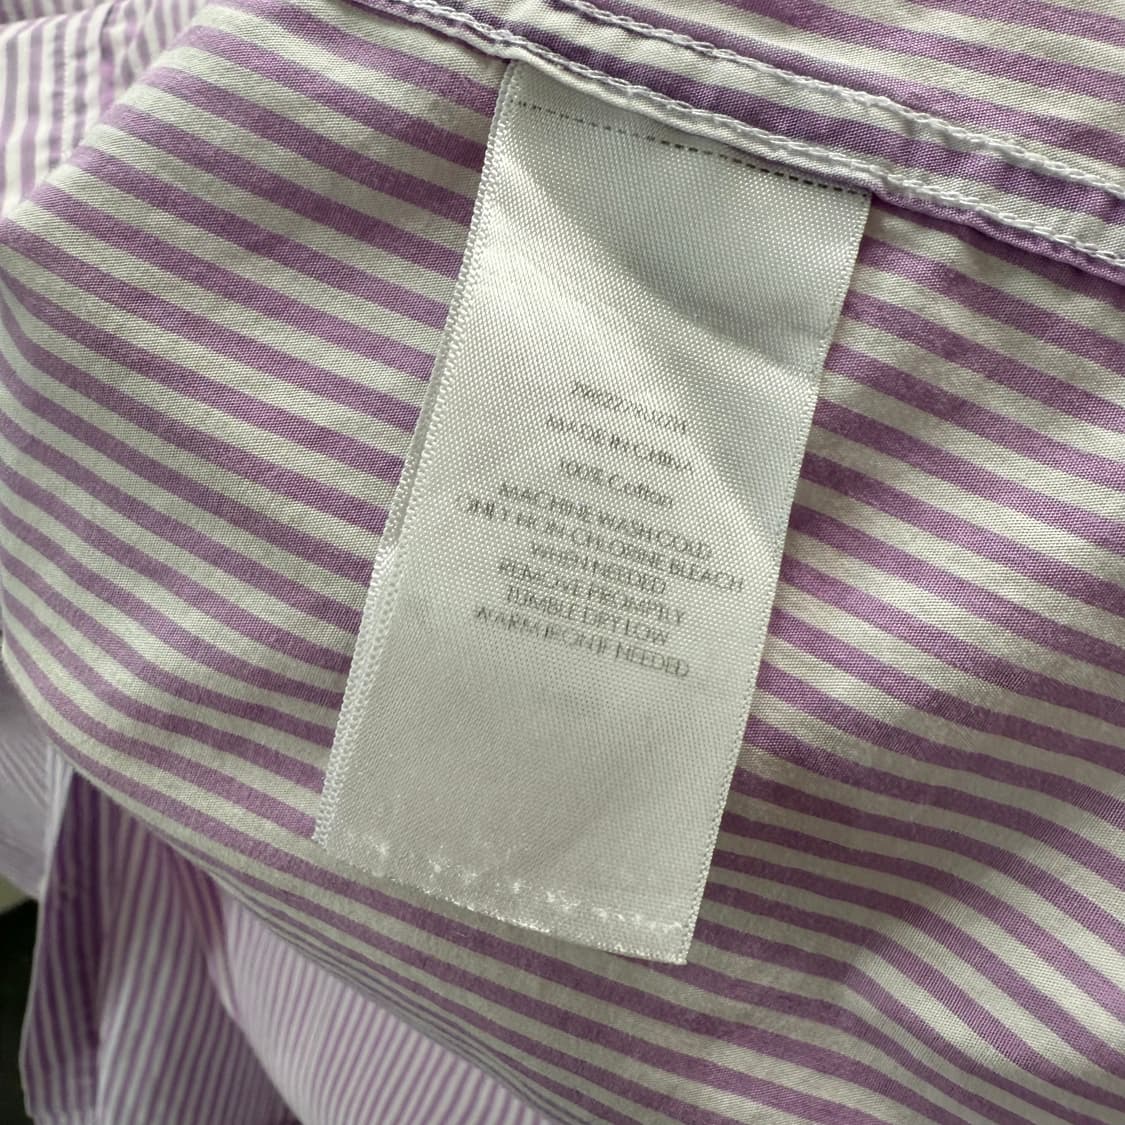 MADE IN CHINA
100% Cotton
MACHINE WASH COLD
ONLY NON-CHLORINE BLEACH
WHEN NEEDED
REMOVE PROMPTLY
TUMBLE DRY LOW
WARM IRON IF NEEDED